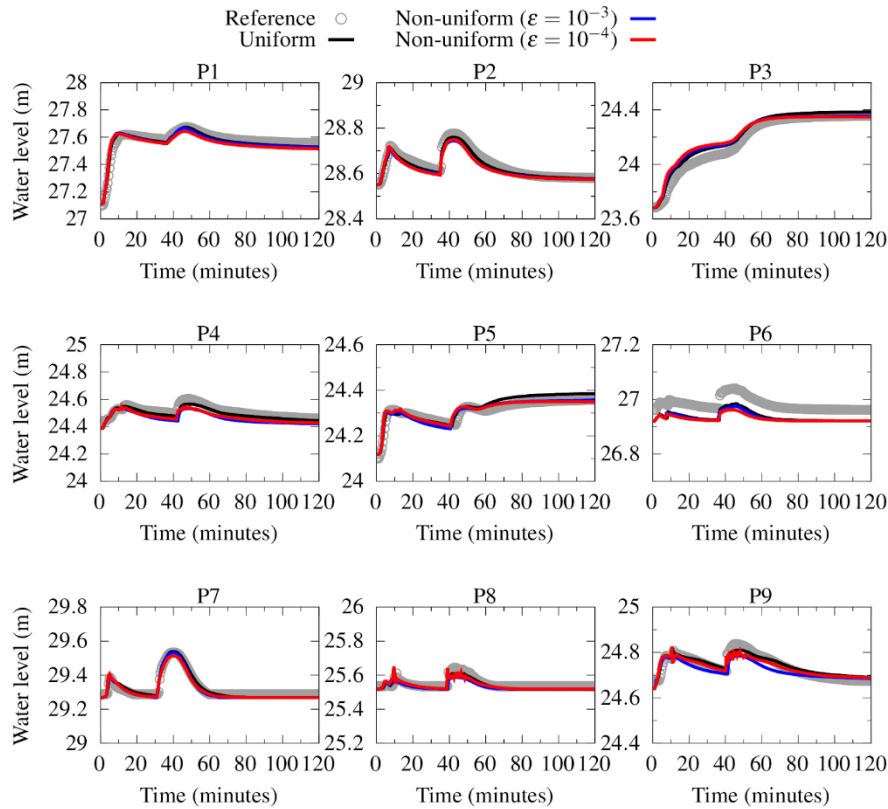 Reference Non-uniform (ε = 10⁻³)
Uniform Non-uniform (ε = 10⁻⁴)
P1 P2 P3
Water level (m)
28
27.8
27.6
27.4
27.2
27
0 20 40 60 80 100 120
Time (minutes)
29
28.8
28.6
28.4
0 20 40 60 80 100 120
Time (minutes)
24.4
24
23.6
0 20 40 60 80 100 120
Time (minutes)
P4 P5 P6
Water level (m)
25
24.8
24.6
24.4
24.2
24
0 20 40 60 80 100 120
Time (minutes)
24.6
24.4
24.2
24
0 20 40 60 80 100 120
Time (minutes)
27.2
27
26.8
0 20 40 60 80 100 120
Time (minutes)
P7 P8 P9
Water level (m)
29.8
29.6
29.4
29.2
29
0 20 40 60 80 100 120
Time (minutes)
26
25.8
25.6
25.4
25.2
0 20 40 60 80 100 120
Time (minutes)
25
24.8
24.6
24.4
0 20 40 60 80 100 120
Time (minutes)